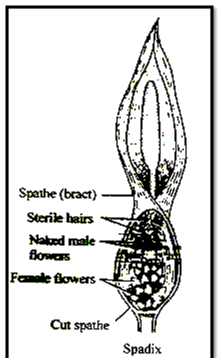 Spathe (bract)
Sterile hairs
Naked male
flowers
Female flowers
Cut spathe
Spadix